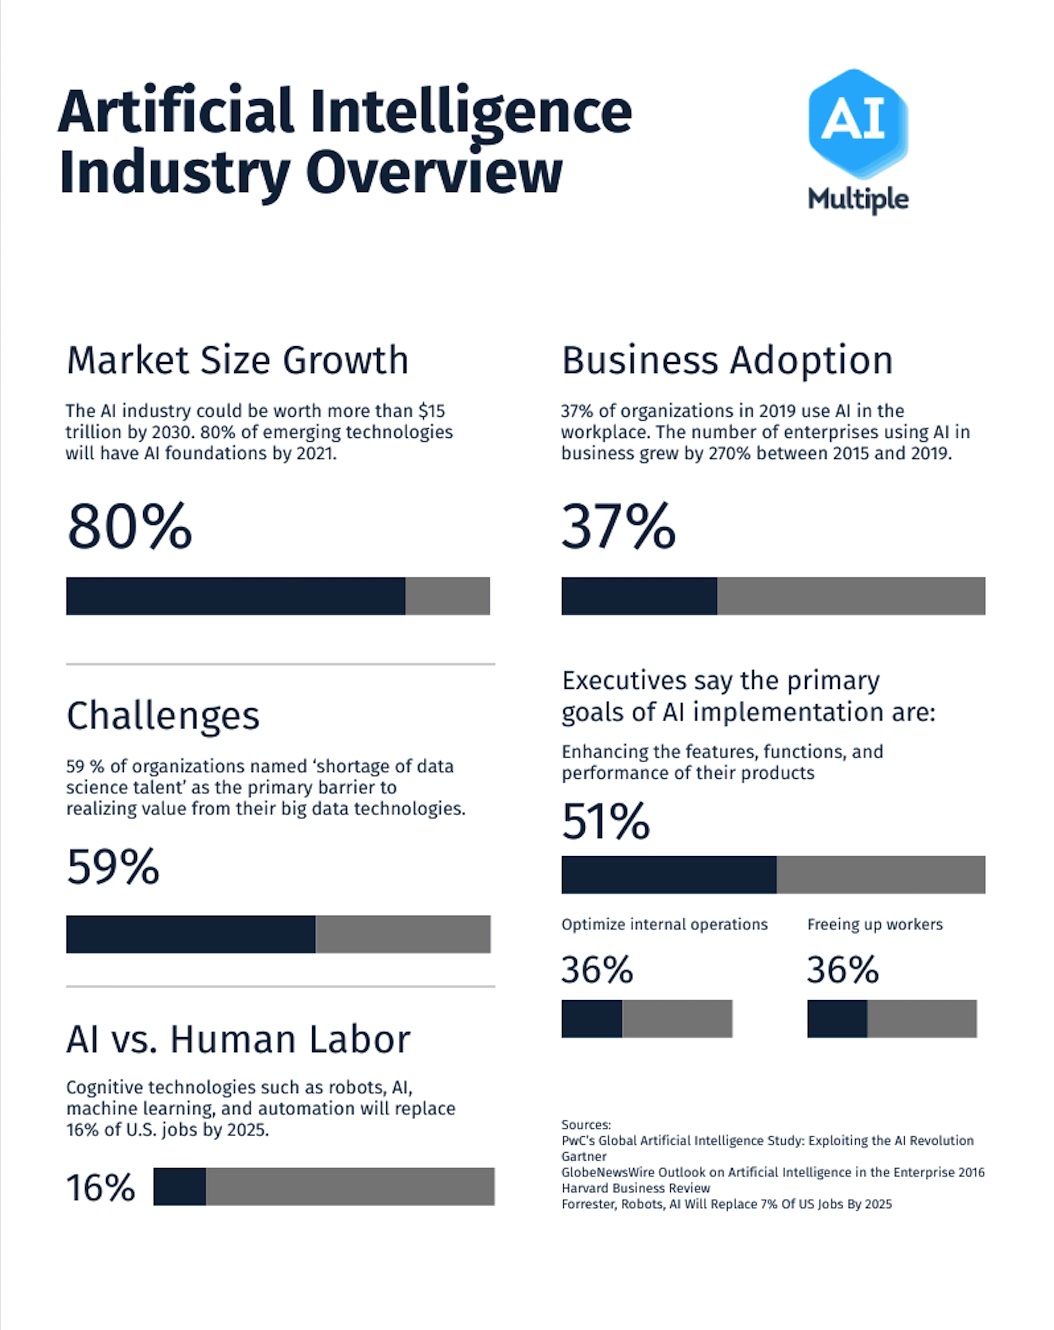 Artificial Intelligence
Industry Overview
AI
Multiple
Market Size Growth
The AI industry could be worth more than $15
trillion by 2030. 80% of emerging technologies
will have AI foundations by 2021.
80%
Challenges
59 % of organizations named ‘shortage of data
science talent’ as the primary barrier to
realizing value from their big data technologies.
59%
AI vs. Human Labor
Cognitive technologies such as robots, AI,
machine learning, and automation will replace
16% of U.S. jobs by 2025.
16%
Business Adoption
37% of organizations in 2019 use AI in the
workplace. The number of enterprises using AI in
business grew by 270% between 2015 and 2019.
37%
Executives say the primary
goals of AI implementation are:
Enhancing the features, functions, and
performance of their products
51%
Optimize internal operations
36%
Freeing up workers
36%
Sources:
PwC’s Global Artificial Intelligence Study: Exploiting the AI Revolution
Gartner
GlobeNewsWire Outlook on Artificial Intelligence in the Enterprise 2016
Harvard Business Review
Forrester, Robots, AI Will Replace 7% Of US Jobs By 2025